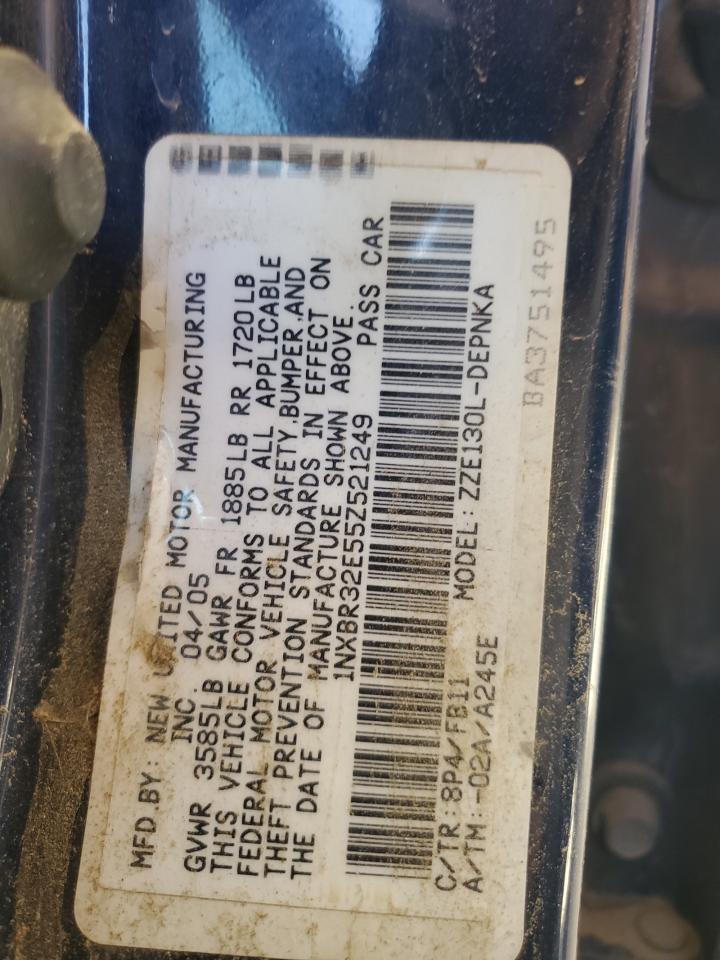 MFD.BY: NEW UNITED MOTOR MANUFACTURING
INC. 04/05
GVWR 3585LB GAWR FR 1885LB RR 1720LB
THIS VEHICLE CONFORMS TO ALL APPLICABLE
FEDERAL MOTOR VEHICLE SAFETY,BUMPER,AND
THEFT PREVENTION STANDARDS IN EFFECT ON
THE DATE OF MANUFACTURE SHOWN ABOVE.
1NXBR32E55Z521249 PASS CAR
C/TR:8P4/FB11 MODEL:ZZE130L-DEPNKA
A/TM:-02A/A245E
BA3751495